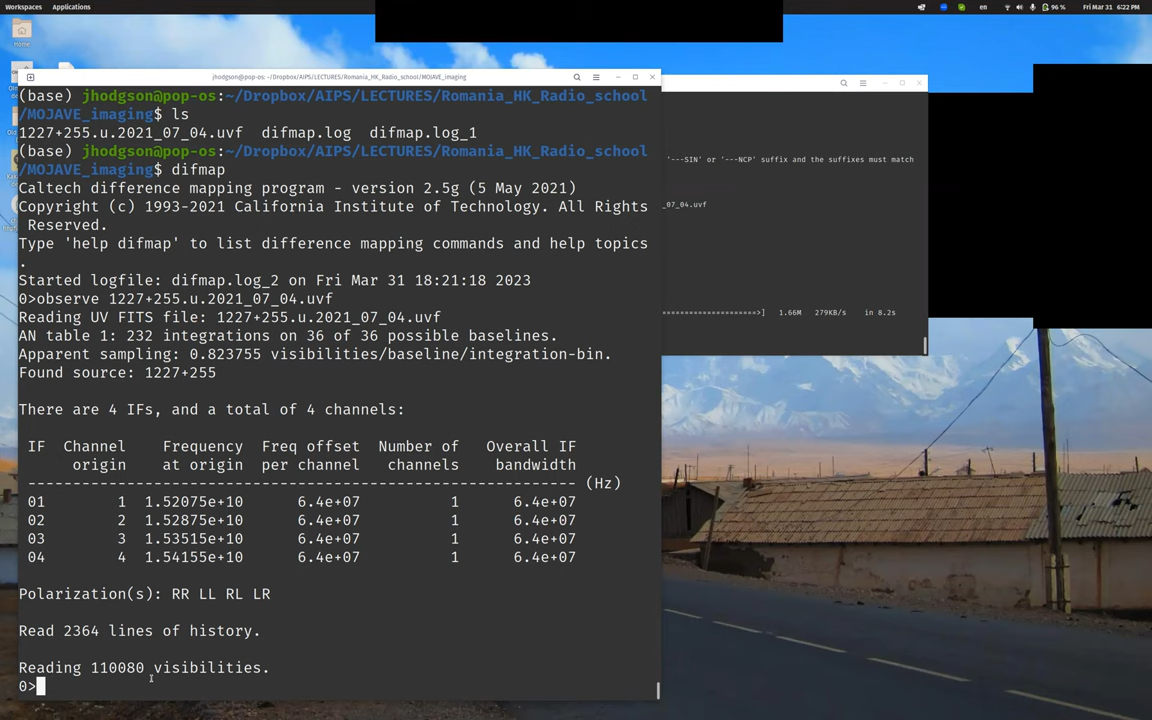 Workspaces Applications
en 96 % Fri Mar 31 6:22 PM
Home
jhodgson@pop-os: ~/Dropbox/AIPS/LECTURES/Romania_HK_Radio_school/MOJAVE_imaging
(base) jhodgson@pop-os:~/Dropbox/AIPS/LECTURES/Romania_HK_Radio_school
/MOJAVE_imaging$ ls
1227+255.u.2021_07_04.uvf difmap.log difmap.log_1
(base) jhodgson@pop-os:~/Dropbox/AIPS/LECTURES/Romania_HK_Radio_school
/MOJAVE_imaging$ difmap
Caltech difference mapping program - version 2.5g (5 May 2021)
Copyright (c) 1993-2021 California Institute of Technology. All Rights
Reserved.
Type 'help difmap' to list difference mapping commands and help topics
.
Started logfile: difmap.log_2 on Fri Mar 31 18:21:18 2023
0>observe 1227+255.u.2021_07_04.uvf
Reading UV FITS file: 1227+255.u.2021_07_04.uvf
AN table 1: 232 integrations on 36 of 36 possible baselines.
Apparent sampling: 0.823755 visibilities/baseline/integration-bin.
Found source: 1227+255
There are 4 IFs, and a total of 4 channels:
IF Channel Frequency Freq offset Number of Overall IF
origin at origin per channel channels bandwidth
------------------------------------------------------------- (Hz)
01 1 1.52075e+10 6.4e+07 1 6.4e+07
02 2 1.52875e+10 6.4e+07 1 6.4e+07
03 3 1.53515e+10 6.4e+07 1 6.4e+07
04 4 1.54155e+10 6.4e+07 1 6.4e+07
Polarization(s): RR LL RL LR
Read 2364 lines of history.
Reading 110080 visibilities.
0>
'---SIN' or '---NCP' suffix and the suffixes must match
_07_04.uvf
===================>] 1.66M 279KB/s in 8.2s